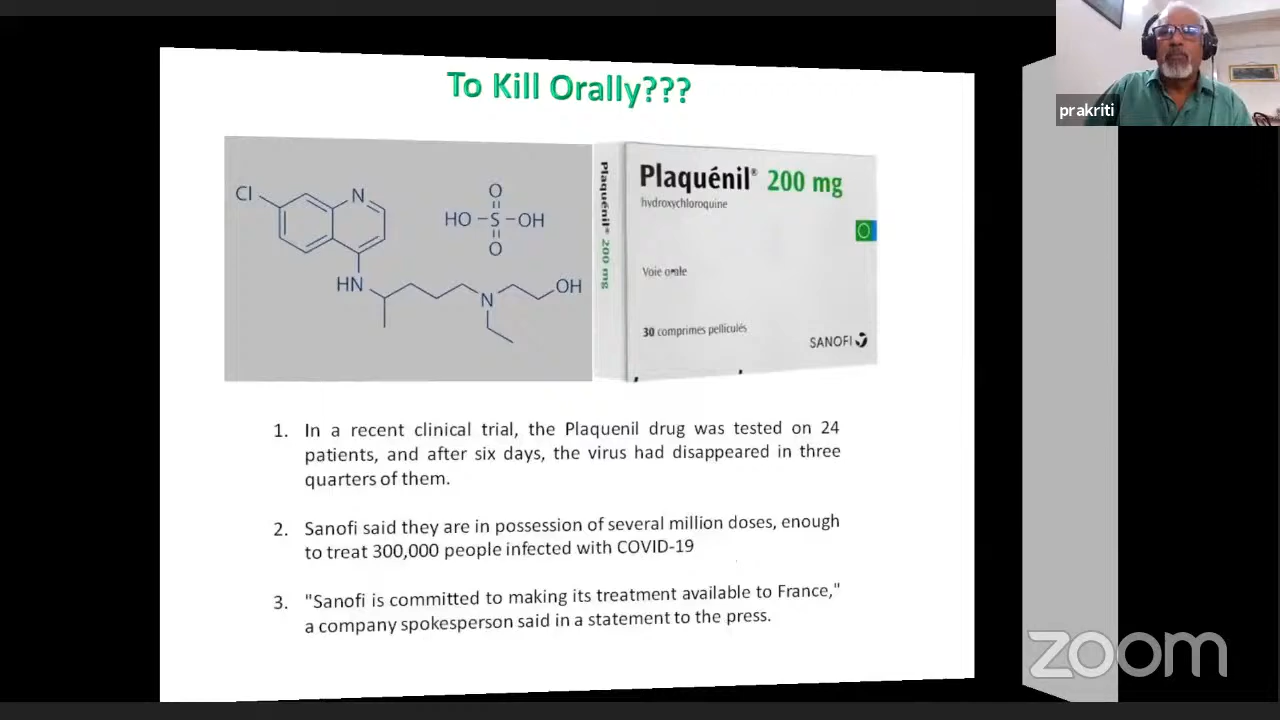 To Kill Orally???
Cl
N
HN
N
OH
O
HO
S
OH
O
Plaquénil® 200 mg
Plaquénil® 200 mg
hydroxychloroquine
Voie orale
30 comprimes pelliculés
SANOFI
1. In a recent clinical trial, the Plaquenil drug was tested on 24
patients, and after six days, the virus had disappeared in three
quarters of them.
2. Sanofi said they are in possession of several million doses, enough
to treat 300,000 people infected with COVID-19
3. "Sanofi is committed to making its treatment available to France,"
a company spokesperson said in a statement to the press.
prakriti
zoom